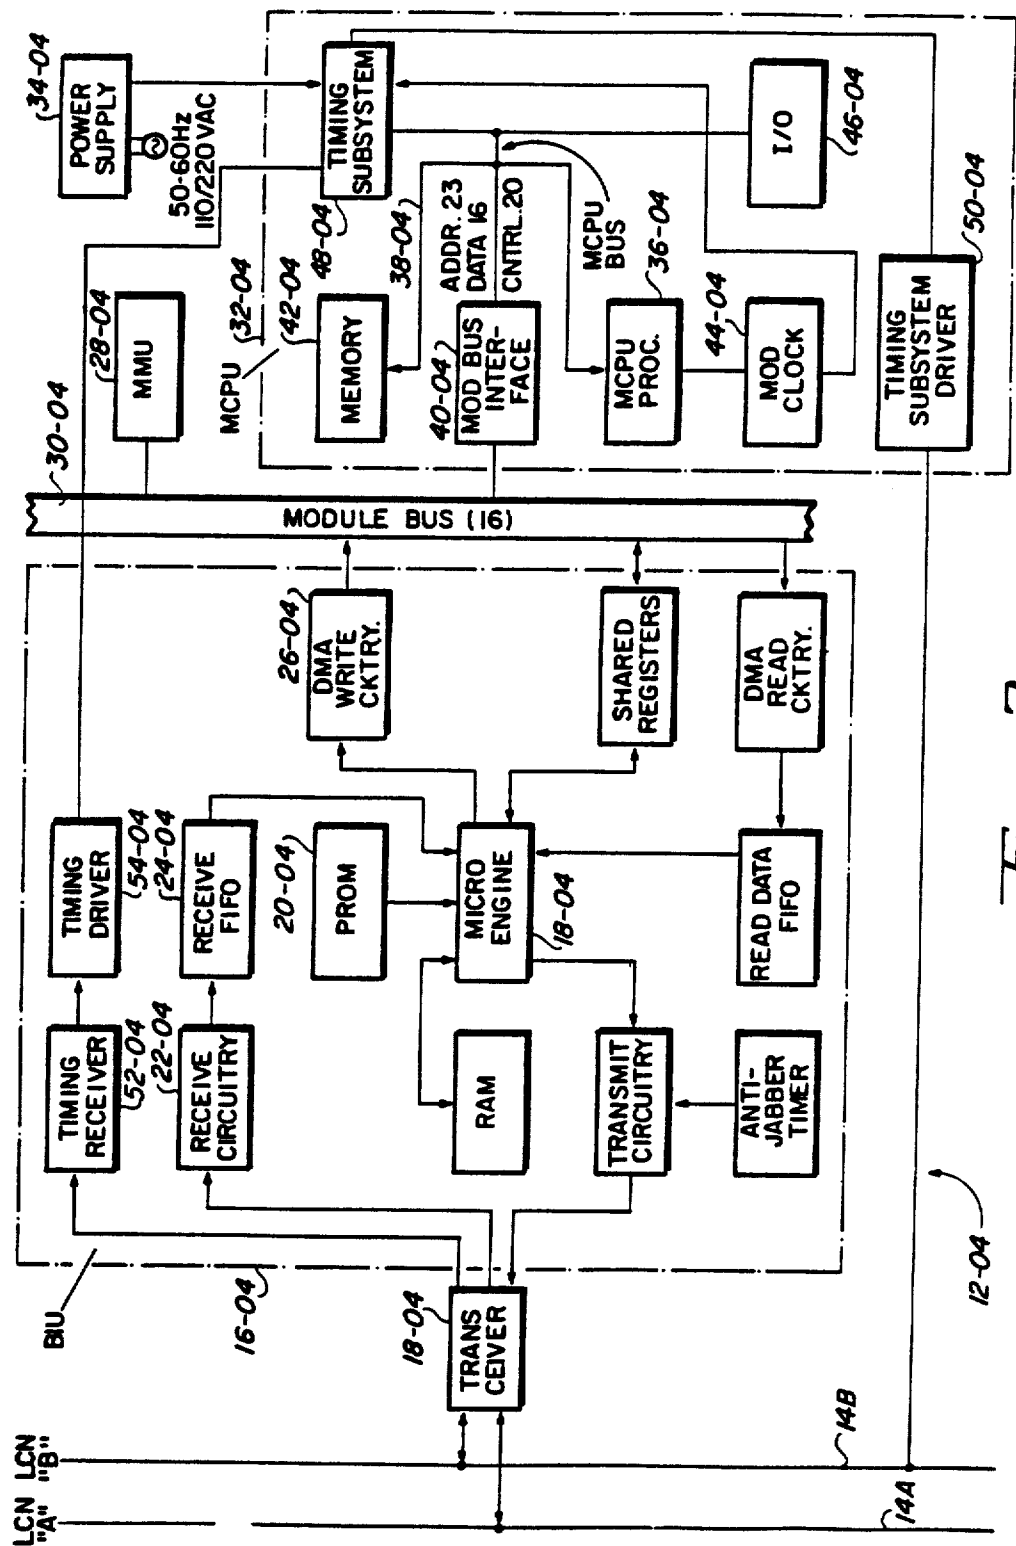 LCN
"A"
LCN
"B"
14A
14B
12-04
BIU
16-04
TRANS
CEIVER
18-04
TIMING
RECEIVER
52-04
TIMING
DRIVER
54-04
RECEIVE
CIRCUITRY
22-04
RECEIVE
FIFO
24-04
PROM
20-04
RAM
MICRO
ENGINE
18-04
TRANSMIT
CIRCUITRY
ANTI-
JABBER
TIMER
READ DATA
FIFO
DMA
WRITE
CKTRY.
26-04
SHARED
REGISTERS
DMA
READ
CKTRY.
MODULE BUS (16)
30-04
MMU
28-04
POWER
SUPPLY
34-04
50-60HZ
110/220 VAC
MCPU
32-04
MEMORY
42-04
TIMING
SUBSYSTEM
48-04
38-04
MOD BUS
INTER-
FACE
40-04
ADDR. 23
DATA 16
CNTRL. 20
MCPU
BUS
MCPU
PROC.
36-04
MOD
CLOCK
44-04
I/O
46-04
TIMING
SUBSYSTEM
DRIVER
50-04